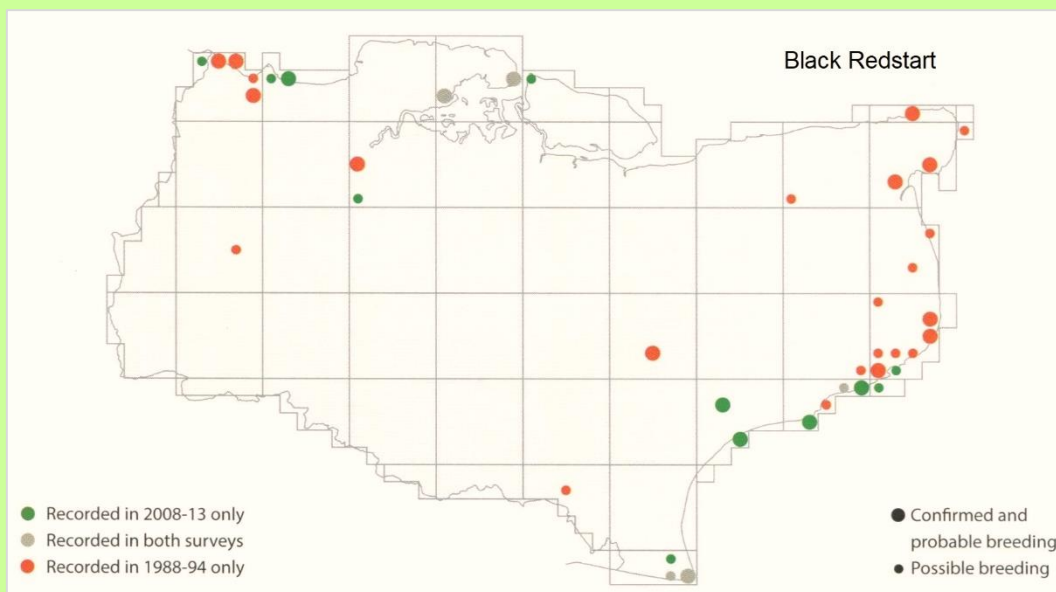 Black Redstart
Recorded in 2008-13 only
Recorded in both surveys
Recorded in 1988-94 only
Confirmed and
probable breeding
Possible breeding